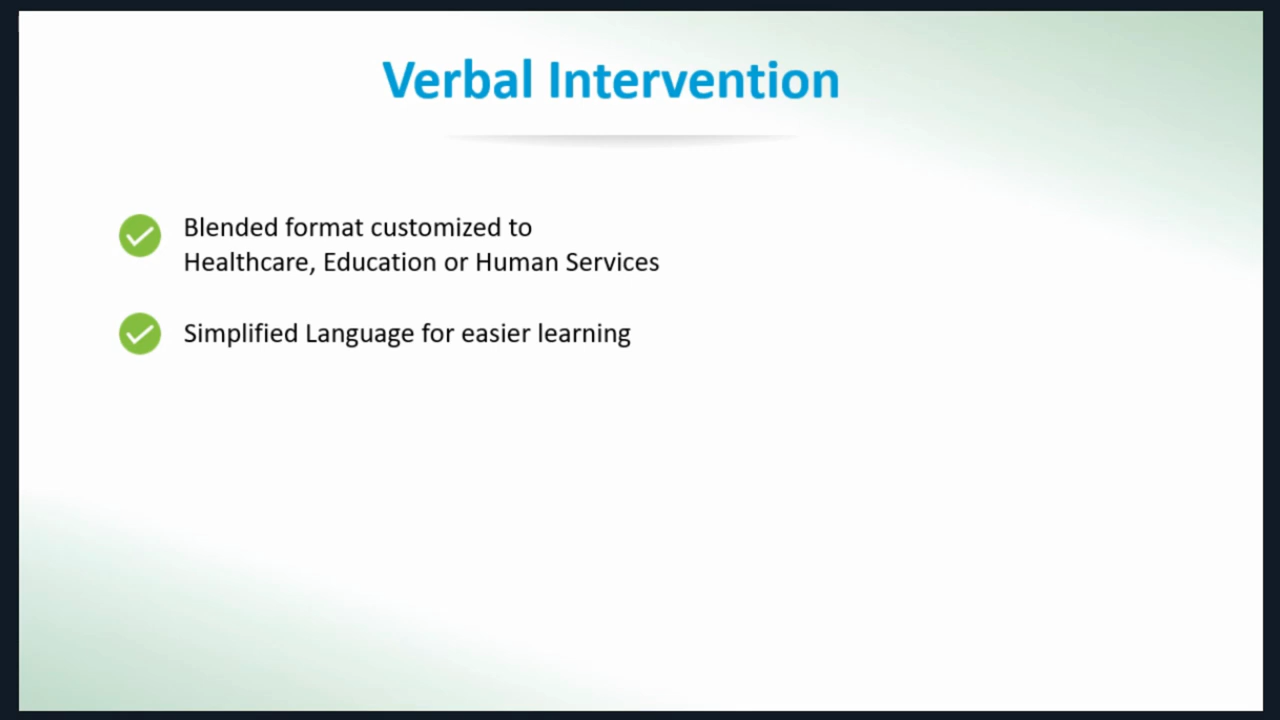 Verbal Intervention
Blended format customized to
Healthcare, Education or Human Services
Simplified Language for easier learning